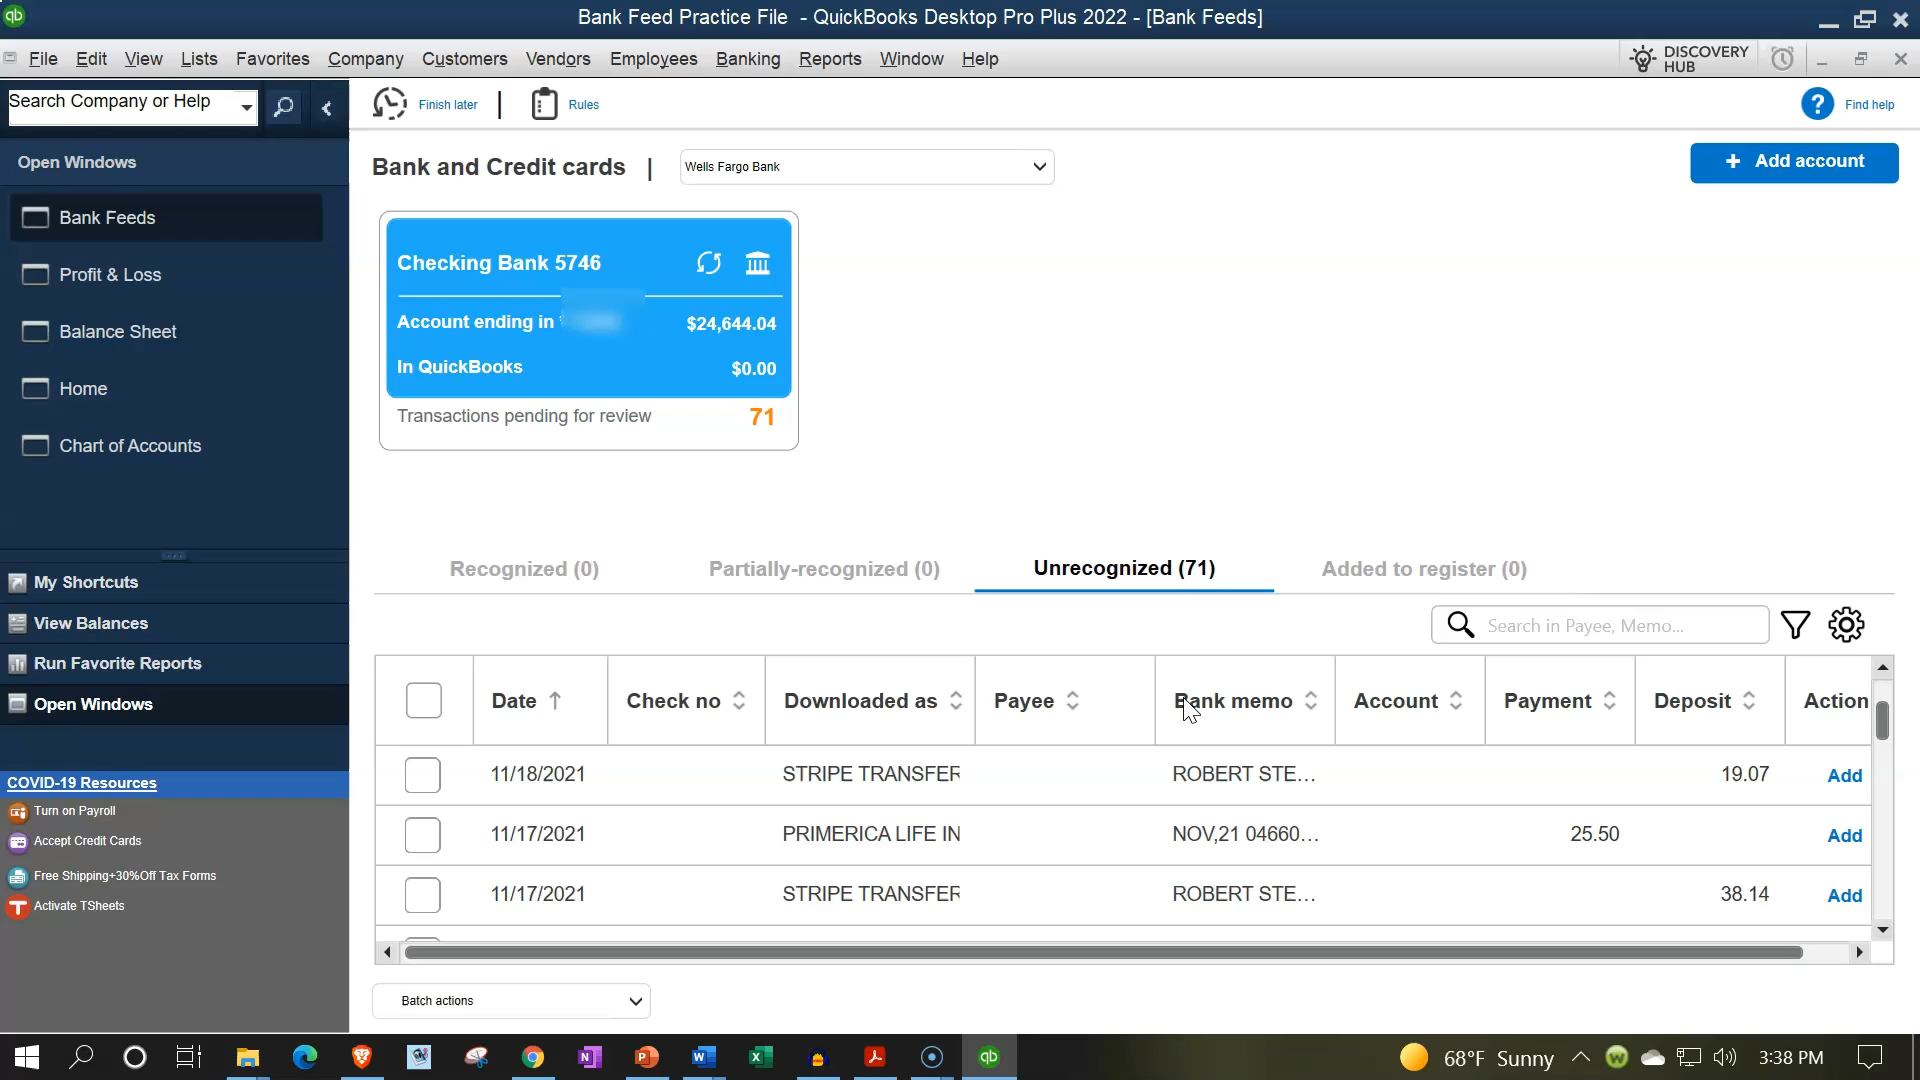 qb
Bank Feed Practice File - QuickBooks Desktop Pro Plus 2022 - [Bank Feeds]
File Edit View Lists Favorites Company Customers Vendors Employees Banking Reports Window Help
DISCOVERY
HUB
Search Company or Help
Finish later | Rules
? Find help
Open Windows
Bank Feeds
Profit & Loss
Balance Sheet
Home
Chart of Accounts
My Shortcuts
View Balances
Run Favorite Reports
Open Windows
COVID-19 Resources
Turn on Payroll
Accept Credit Cards
Free Shipping+30%Off Tax Forms
Activate TSheets
Bank and Credit cards | Wells Fargo Bank
+ Add account
Checking Bank 5746
Account ending in $24,644.04
In QuickBooks $0.00
Transactions pending for review 71
Recognized (0) Partially-recognized (0) Unrecognized (71) Added to register (0)
Search in Payee, Memo...
Date Check no Downloaded as Payee Bank memo Account Payment Deposit Action
11/18/2021 STRIPE TRANSFER ROBERT STE... 19.07 Add
11/17/2021 PRIMERICA LIFE IN NOV,21 04660... 25.50 Add
11/17/2021 STRIPE TRANSFER ROBERT STE... 38.14 Add
Batch actions
68°F Sunny 3:38 PM